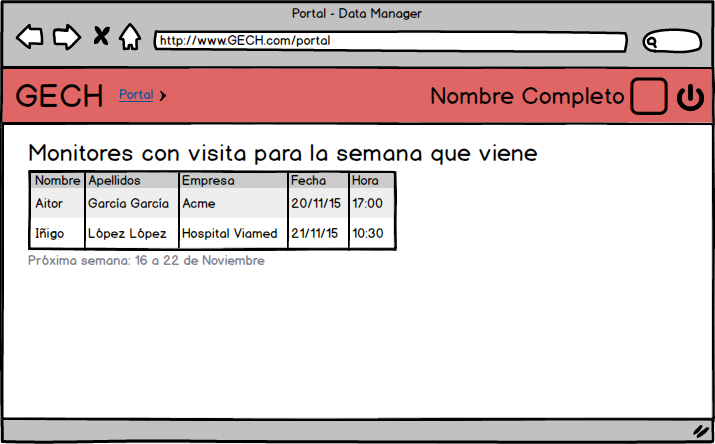 Portal - Data Manager
http://www.GECH.com/portal
GECH Portal Nombre Completo
Monitores con visita para la semana que viene
Nombre Apellidos Empresa Fecha Hora
Aitor García García Acme 20/11/15 17:00
Iñigo López López Hospital Viamed 21/11/15 10:30
Próxima semana: 16 a 22 de Noviembre